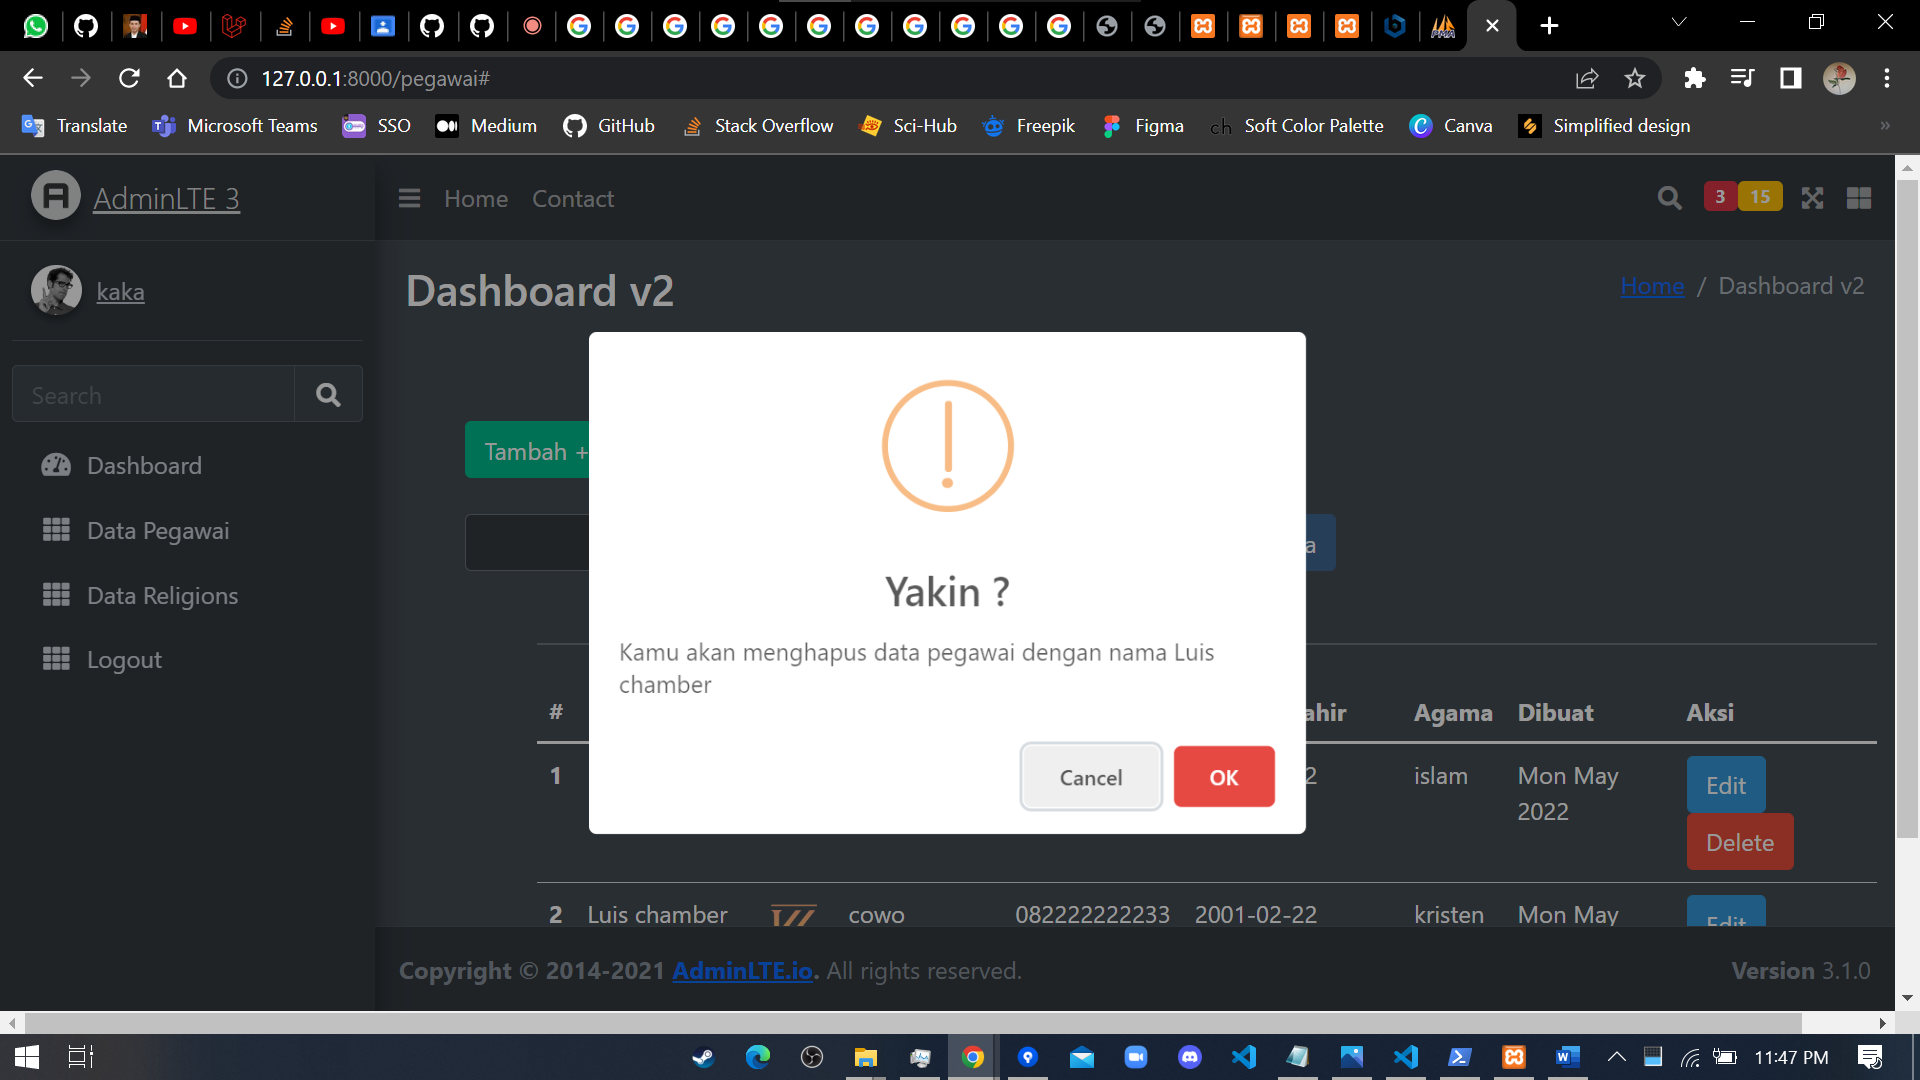 127.0.0.1:8000/pegawai#
Translate Microsoft Teams SSO Medium GitHub Stack Overflow Sci-Hub Freepik Figma Soft Color Palette Canva Simplified design »
AdminLTE 3
Home Contact
3 15
kaka
Dashboard v2
Home / Dashboard v2
Search
Dashboard
Data Pegawai
Data Religions
Logout
Tambah +
a
Yakin ?
Kamu akan menghapus data pegawai dengan nama Luis
chamber
Cancel OK
# ahir Agama Dibuat Aksi
1 2 islam Mon May
2022
Edit
Delete
2 Luis chamber cowo 082222222233 2001-02-22 kristen Mon May Edit
Copyright © 2014-2021 AdminLTE.io. All rights reserved.
Version 3.1.0
11:47 PM